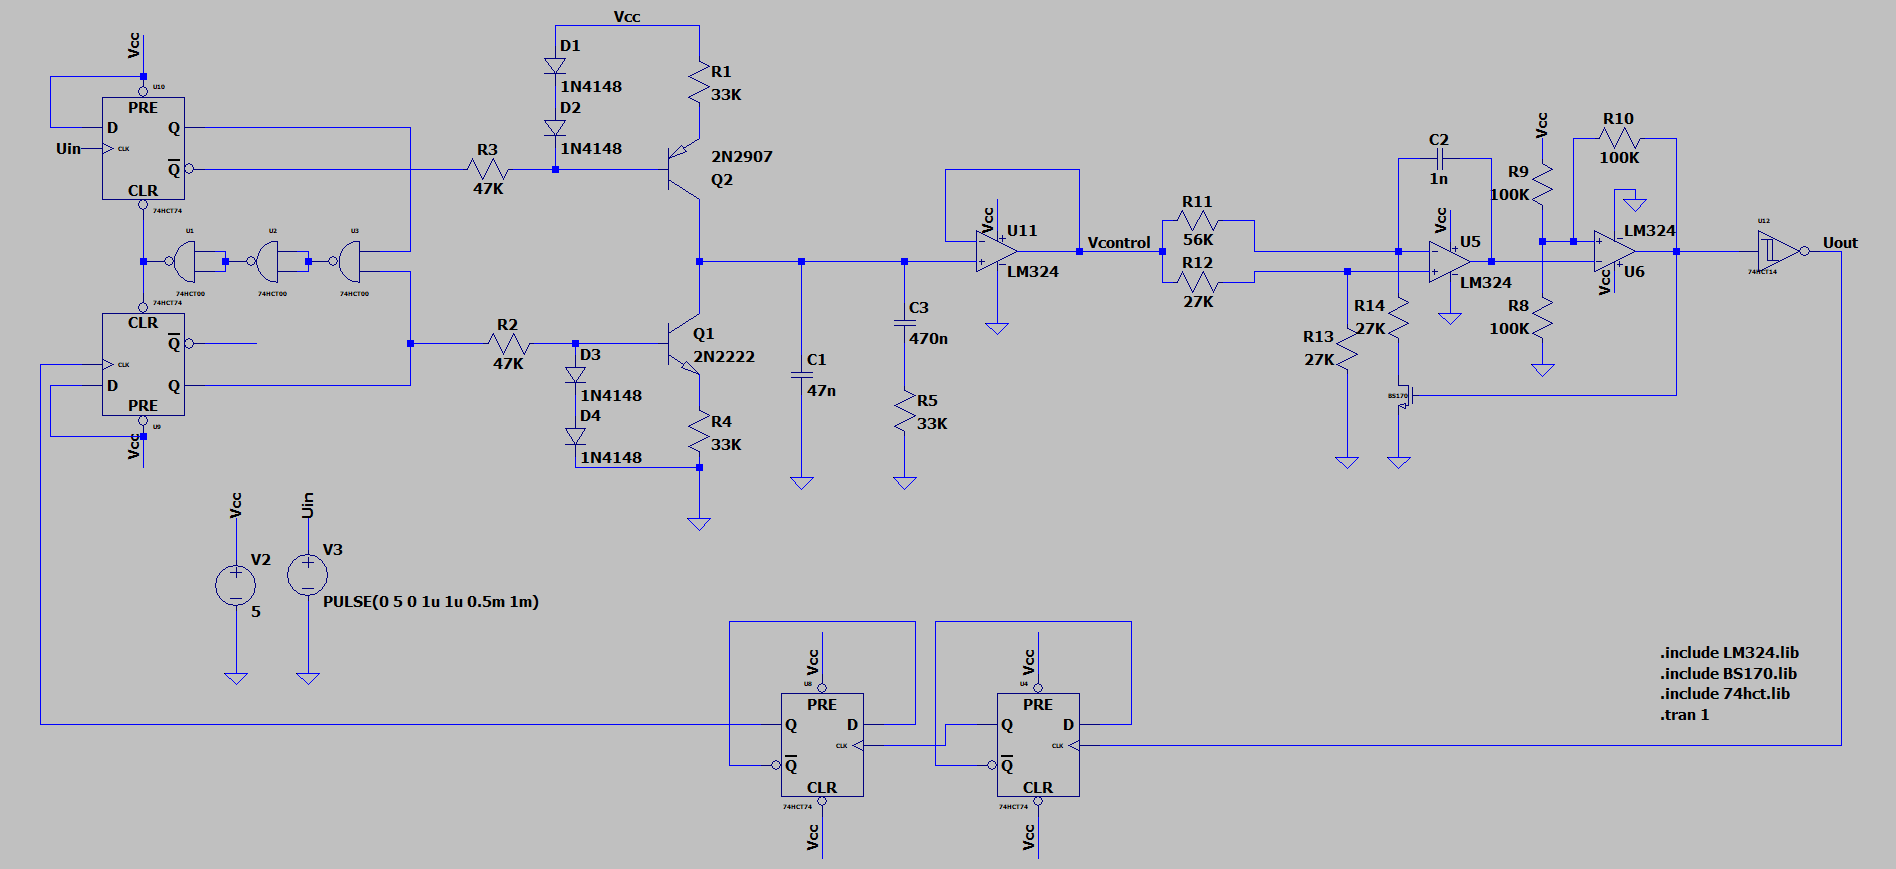 Vcc
Vcc
U10
PRE
D
Q
Uin
CLK
Q
CLR
74HCT74
D1
1N4148
D2
1N4148
R1
33K
R3
47K
2N2907
Q2
U1
U2
U3
74HCT00
74HCT00
74HCT00
74HCT74
CLR
Q
CLK
D
Q
PRE
U9
Vcc
R2
47K
D3
1N4148
D4
1N4148
Q1
2N2222
R4
33K
C1
47n
C3
470n
R5
33K
Vcc
U11
LM324
Vcontrol
R11
56K
R12
27K
R13
27K
R14
27K
BS170
C2
1n
Vcc
U5
LM324
Vcc
R9
100K
R8
100K
R10
100K
LM324
U6
Vcc
U12
74HCT14
Uout
Vcc
V2
5
Uin
V3
PULSE(0 5 0 1u 1u 0.5m 1m)
Vcc
U8
PRE
Q
D
CLK
Q
CLR
74HCT74
Vcc
Vcc
U4
PRE
Q
D
CLK
Q
CLR
74HCT74
Vcc
.include LM324.lib
.include BS170.lib
.include 74hct.lib
.tran 1